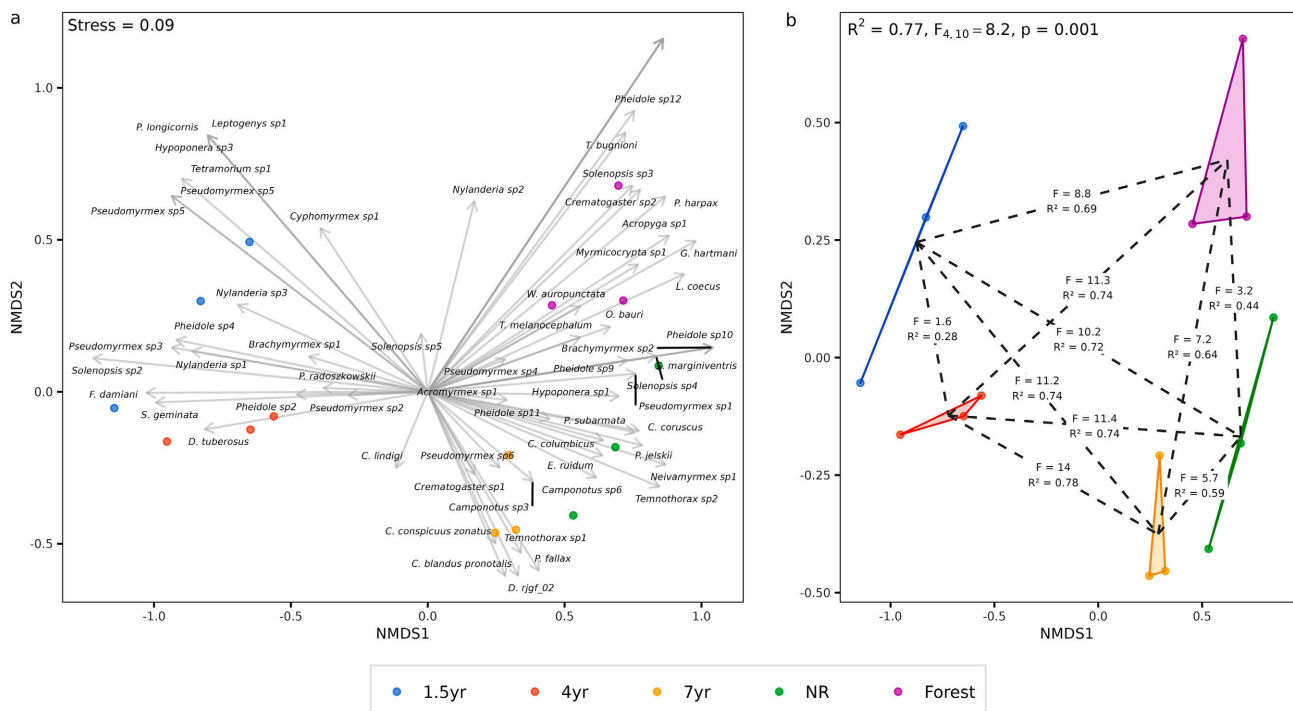 a
Stress = 0.09
Pheidole sp12
P. longicornis
Leptogenys sp1
T. bugnioni
Hypoponera sp3
Tetramorium sp1
Solenopsis sp3
Pseudomyrmex sp5
Nylanderia sp2
Crematogaster sp2
P. harpax
Pseudomyrmex sp5
Cyphomyrmex sp1
Acropyga sp1
Myrmicocrypta sp1
G. hartmani
Nylanderia sp3
W. auropunctata
L. coecus
O. bauri
Pheidole sp4
T. melanocephalum
Pheidole sp10
Pseudomyrmex sp3
Brachymyrmex sp1
Solenopsis sp5
Brachymyrmex sp2
Solenopsis sp2
Nylanderia sp1
Pseudomyrmex sp4
Pheidole sp9
marginiventris
P. radoszkowskii
Solenopsis sp4
F. damiani
Acromyrmex sp1
Hypoponera sp1
S. geminata
Pheidole sp2
Pseudomyrmex sp2
Pheidole sp11
Pseudomyrmex sp1
P. subarmata
C. coruscus
D. tuberosus
C. columbicus
C. lindigi
Pseudomyrmex sp6
E. ruidum
P. jelskii
Neivamyrmex sp1
Crematogaster sp1
Camponotus sp6
Temnothorax sp2
Camponotus sp3
C. conspicuus zonatus
Temnothorax sp1
C. blandus pronotalis
P. fallax
D. rjgf_02
1.0
0.5
0.0
-0.5
NMDS2
-1.0
-0.5
0.0
0.5
1.0
NMDS1
b
R² = 0.77, F4, 10 = 8.2, p = 0.001
F = 8.8
R² = 0.69
F = 11.3
R² = 0.74
F = 3.2
R² = 0.44
F = 1.6
R² = 0.28
F = 10.2
R² = 0.72
F = 7.2
R² = 0.64
F = 11.2
R² = 0.74
F = 11.4
R² = 0.74
F = 14
R² = 0.78
F = 5.7
R² = 0.59
0.50
0.25
0.00
-0.25
-0.50
NMDS2
-1.0
-0.5
0.0
0.5
NMDS1
1.5yr
4yr
7yr
NR
Forest